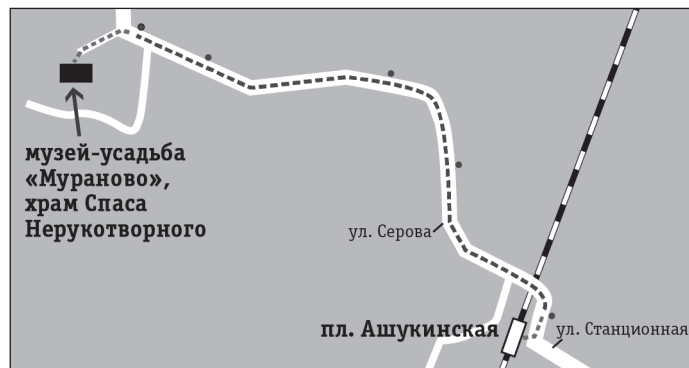 музей-усадьба
«Мураново»,
храм Спаса
Нерукотворного
ул. Серова
пл. Ашукинская
ул. Станционная